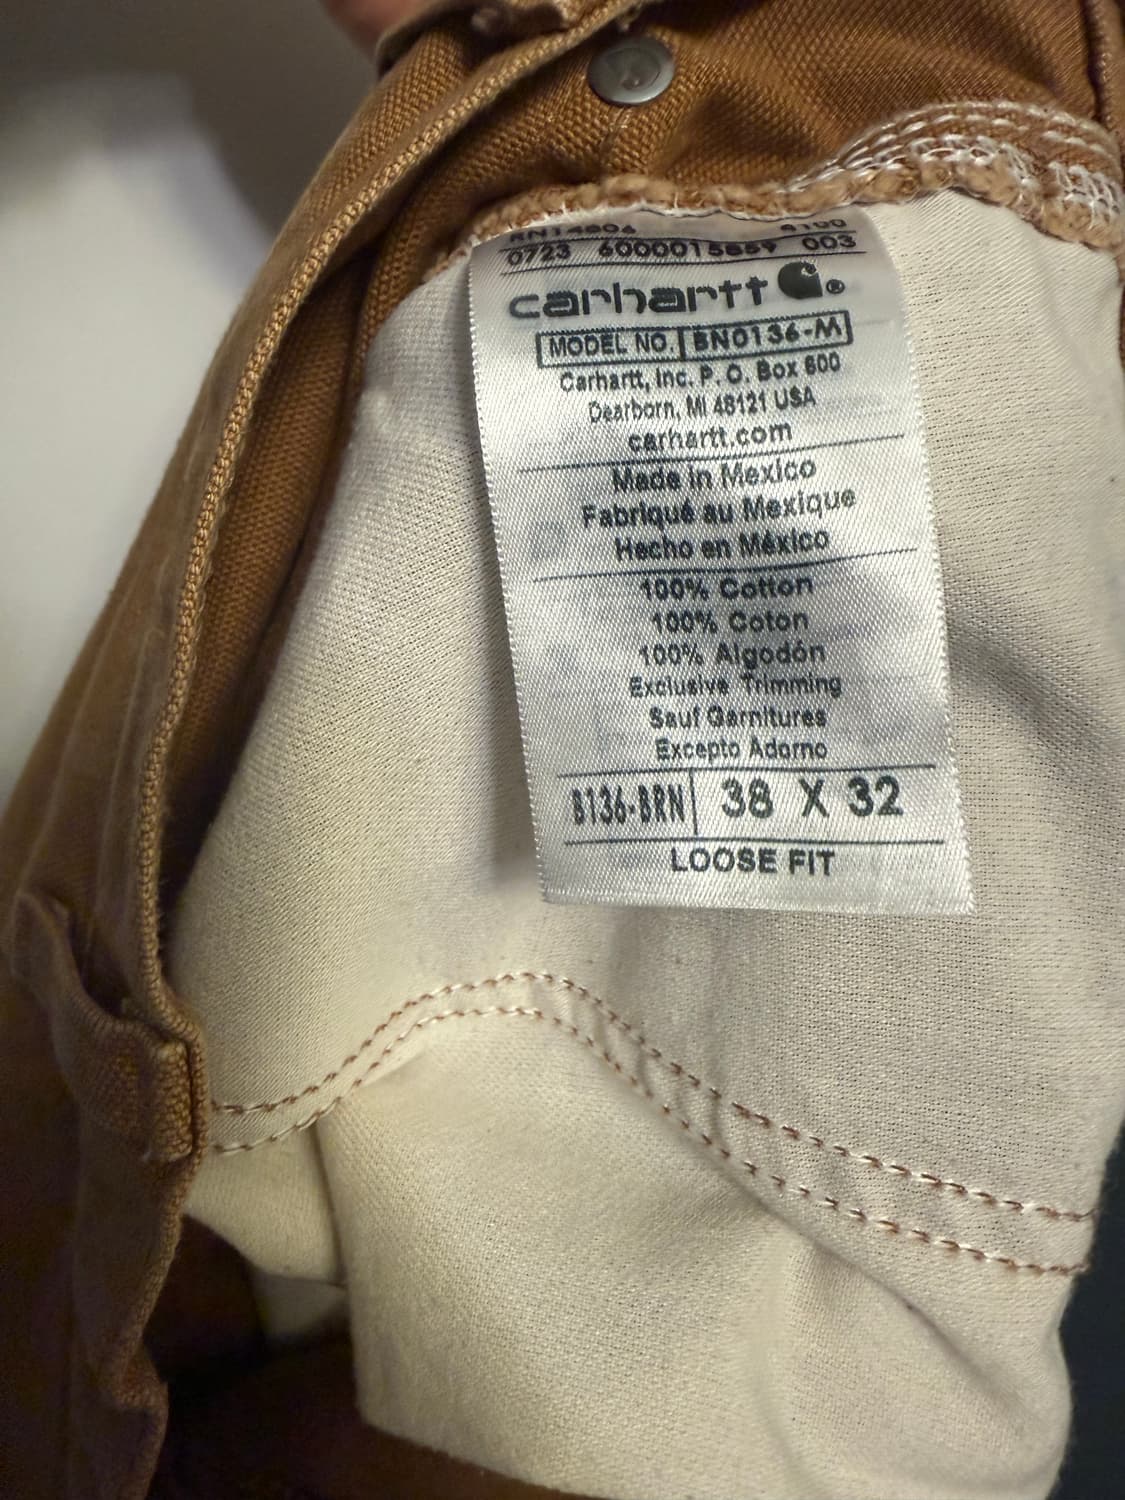 RN14806 4100
0723 6000015859 003
carhartt ®
MODEL NO. BN0136-M
Carhartt, Inc. P. O. Box 600
Dearborn, MI 48121 USA
carhartt.com
Made in Mexico
Fabriqué au Mexique
Hecho en México
100% Cotton
100% Coton
100% Algodón
Exclusive Trimming
Sauf Garnitures
Excepto Adorno
B136-BRN 38 X 32
LOOSE FIT